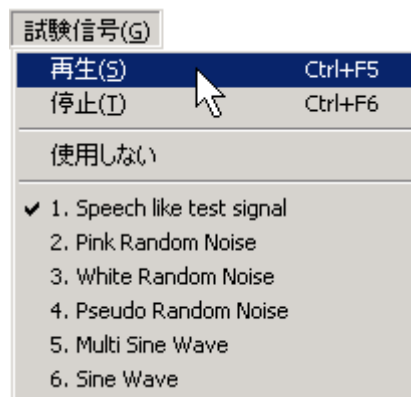 試験信号(G)
再生(S) Ctrl+F5
停止(T) Ctrl+F6
使用しない
✔ 1. Speech like test signal
2. Pink Random Noise
3. White Random Noise
4. Pseudo Random Noise
5. Multi Sine Wave
6. Sine Wave